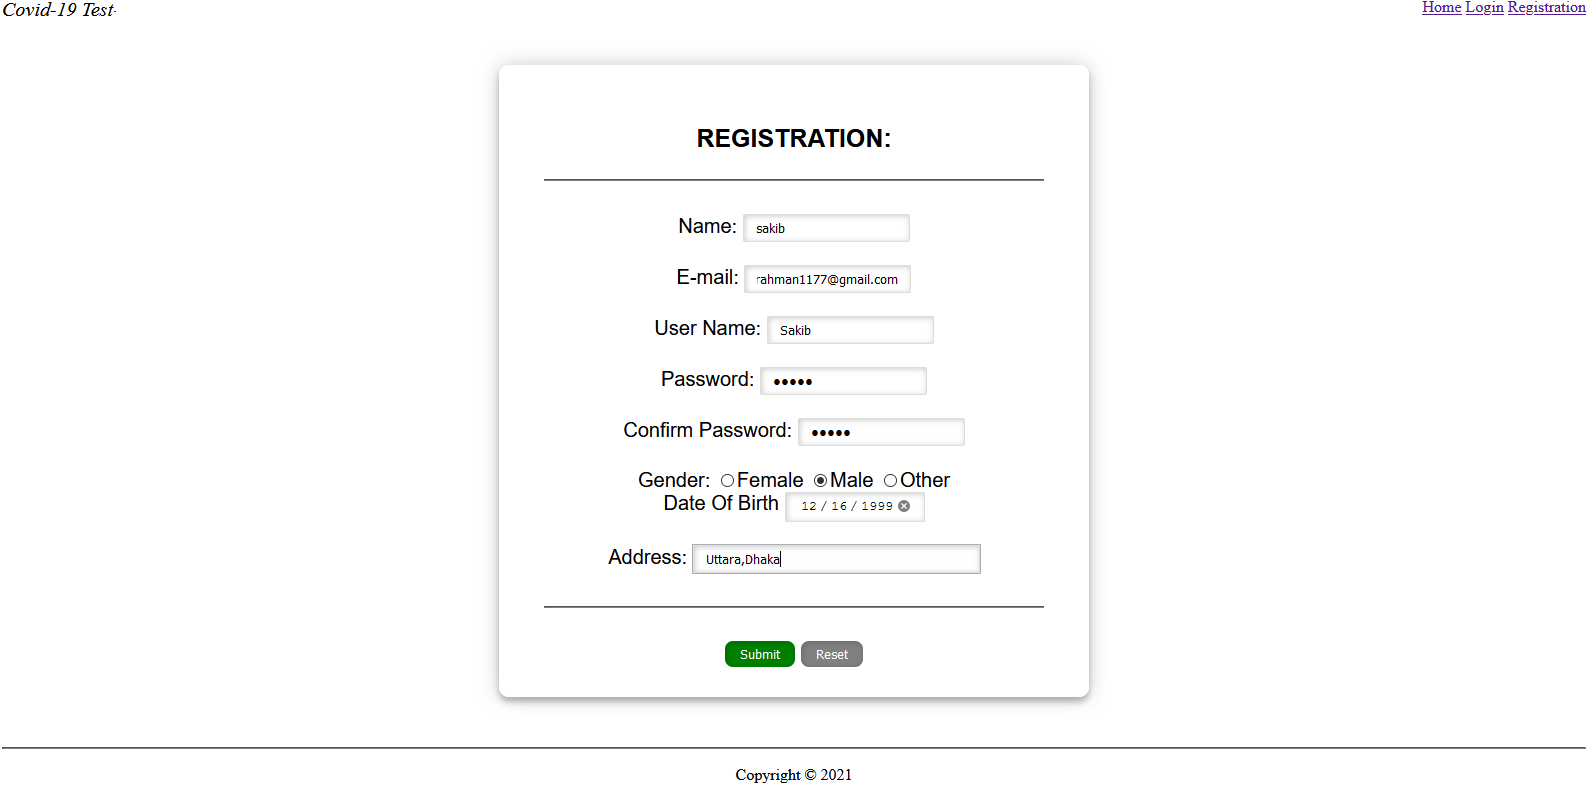 Covid-19 Test.
Home Login Registration
REGISTRATION:
Name: sakib
E-mail: rahman1177@gmail.com
User Name: Sakib
Password: •••••
Confirm Password: •••••
Gender: Female Male Other
Date Of Birth 12 / 16 / 1999
Address: Uttara,Dhaka
Submit Reset
Copyright © 2021